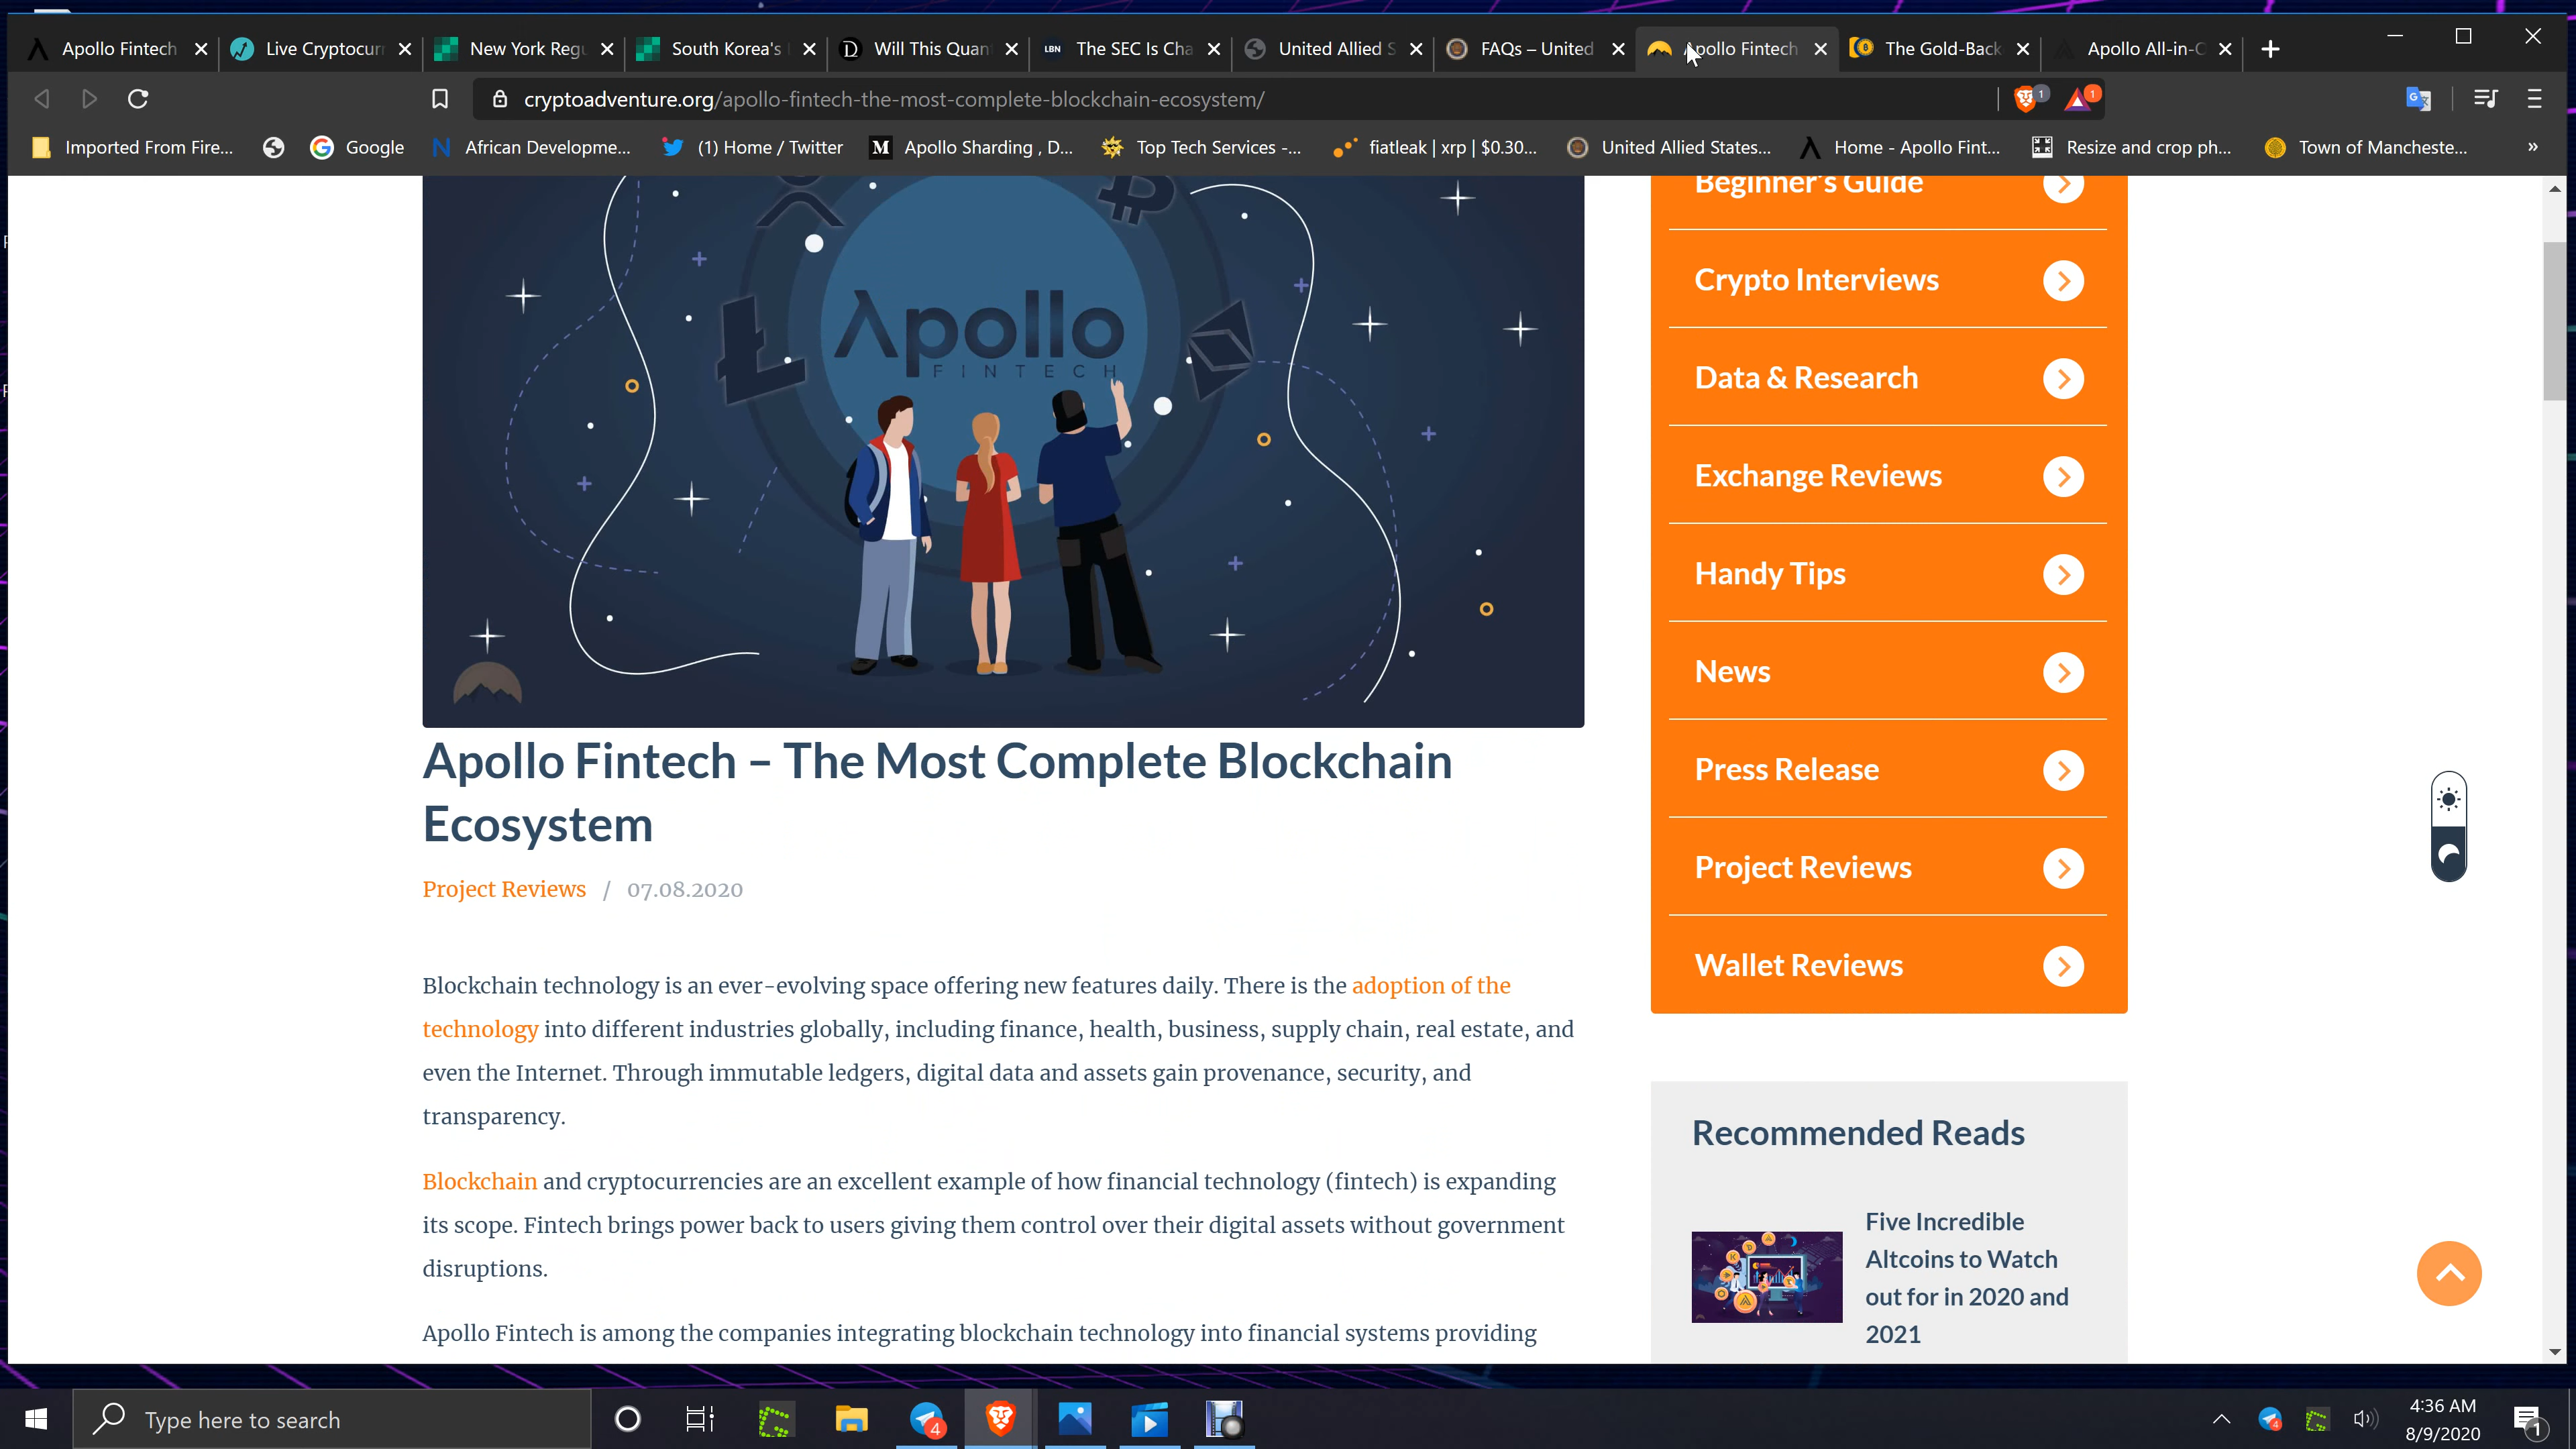 Apollo Fintech
Live Cryptocurr
New York Regu
South Korea's
Will This Quan
LBN
The SEC Is Cha
United Allied S
FAQs – United
Apollo Fintech
The Gold-Back
Apollo All-in-C
cryptoadventure.org/apollo-fintech-the-most-complete-blockchain-ecosystem/
1
1
Imported From Fire...
Google
African Developme...
(1) Home / Twitter
Apollo Sharding , D...
Top Tech Services -...
fiatleak | xrp | $0.30...
United Allied States...
Home - Apollo Fint...
Resize and crop ph...
Town of Mancheste...
»
Apollo
FINTECH
Beginner's Guide
Crypto Interviews
Data & Research
Exchange Reviews
Handy Tips
News
Press Release
Project Reviews
Wallet Reviews
Apollo Fintech – The Most Complete Blockchain
Ecosystem
Project Reviews / 07.08.2020
Blockchain technology is an ever-evolving space offering new features daily. There is the adoption of the
technology into different industries globally, including finance, health, business, supply chain, real estate, and
even the Internet. Through immutable ledgers, digital data and assets gain provenance, security, and
transparency.
Blockchain and cryptocurrencies are an excellent example of how financial technology (fintech) is expanding
its scope. Fintech brings power back to users giving them control over their digital assets without government
disruptions.
Apollo Fintech is among the companies integrating blockchain technology into financial systems providing
Recommended Reads
Five Incredible
Altcoins to Watch
out for in 2020 and
2021
Type here to search
4
4
4:36 AM
8/9/2020
1